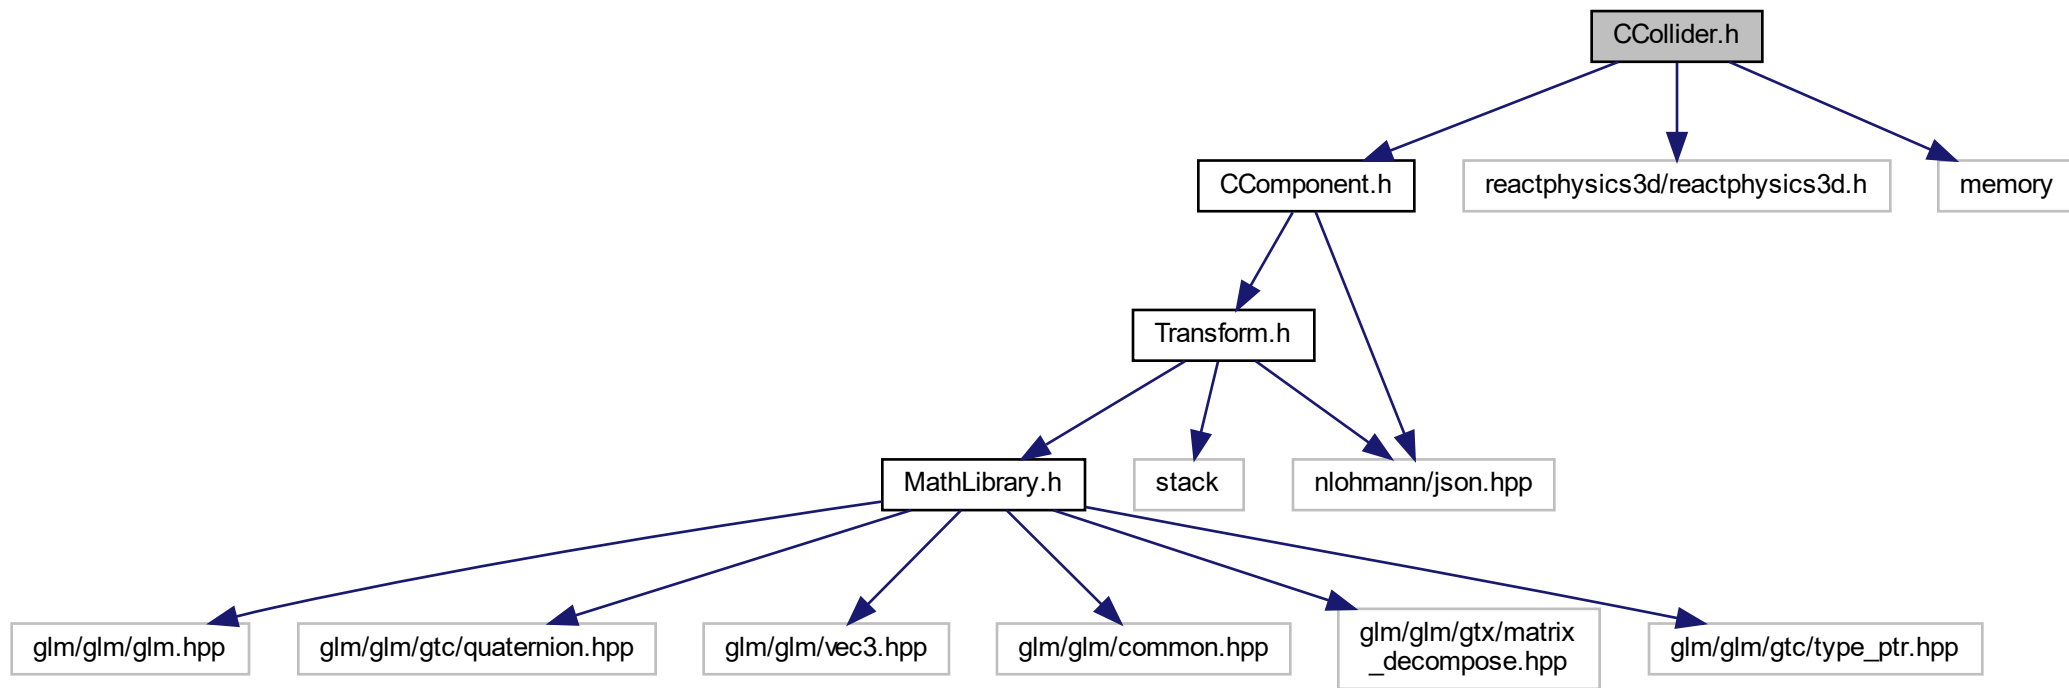 CCollider.h
CComponent.h
reactphysics3d/reactphysics3d.h
memory
Transform.h
MathLibrary.h
stack
nlohmann/json.hpp
glm/glm/glm.hpp
glm/glm/gtc/quaternion.hpp
glm/glm/vec3.hpp
glm/glm/common.hpp
glm/glm/gtx/matrix
_decompose.hpp
glm/glm/gtc/type_ptr.hpp